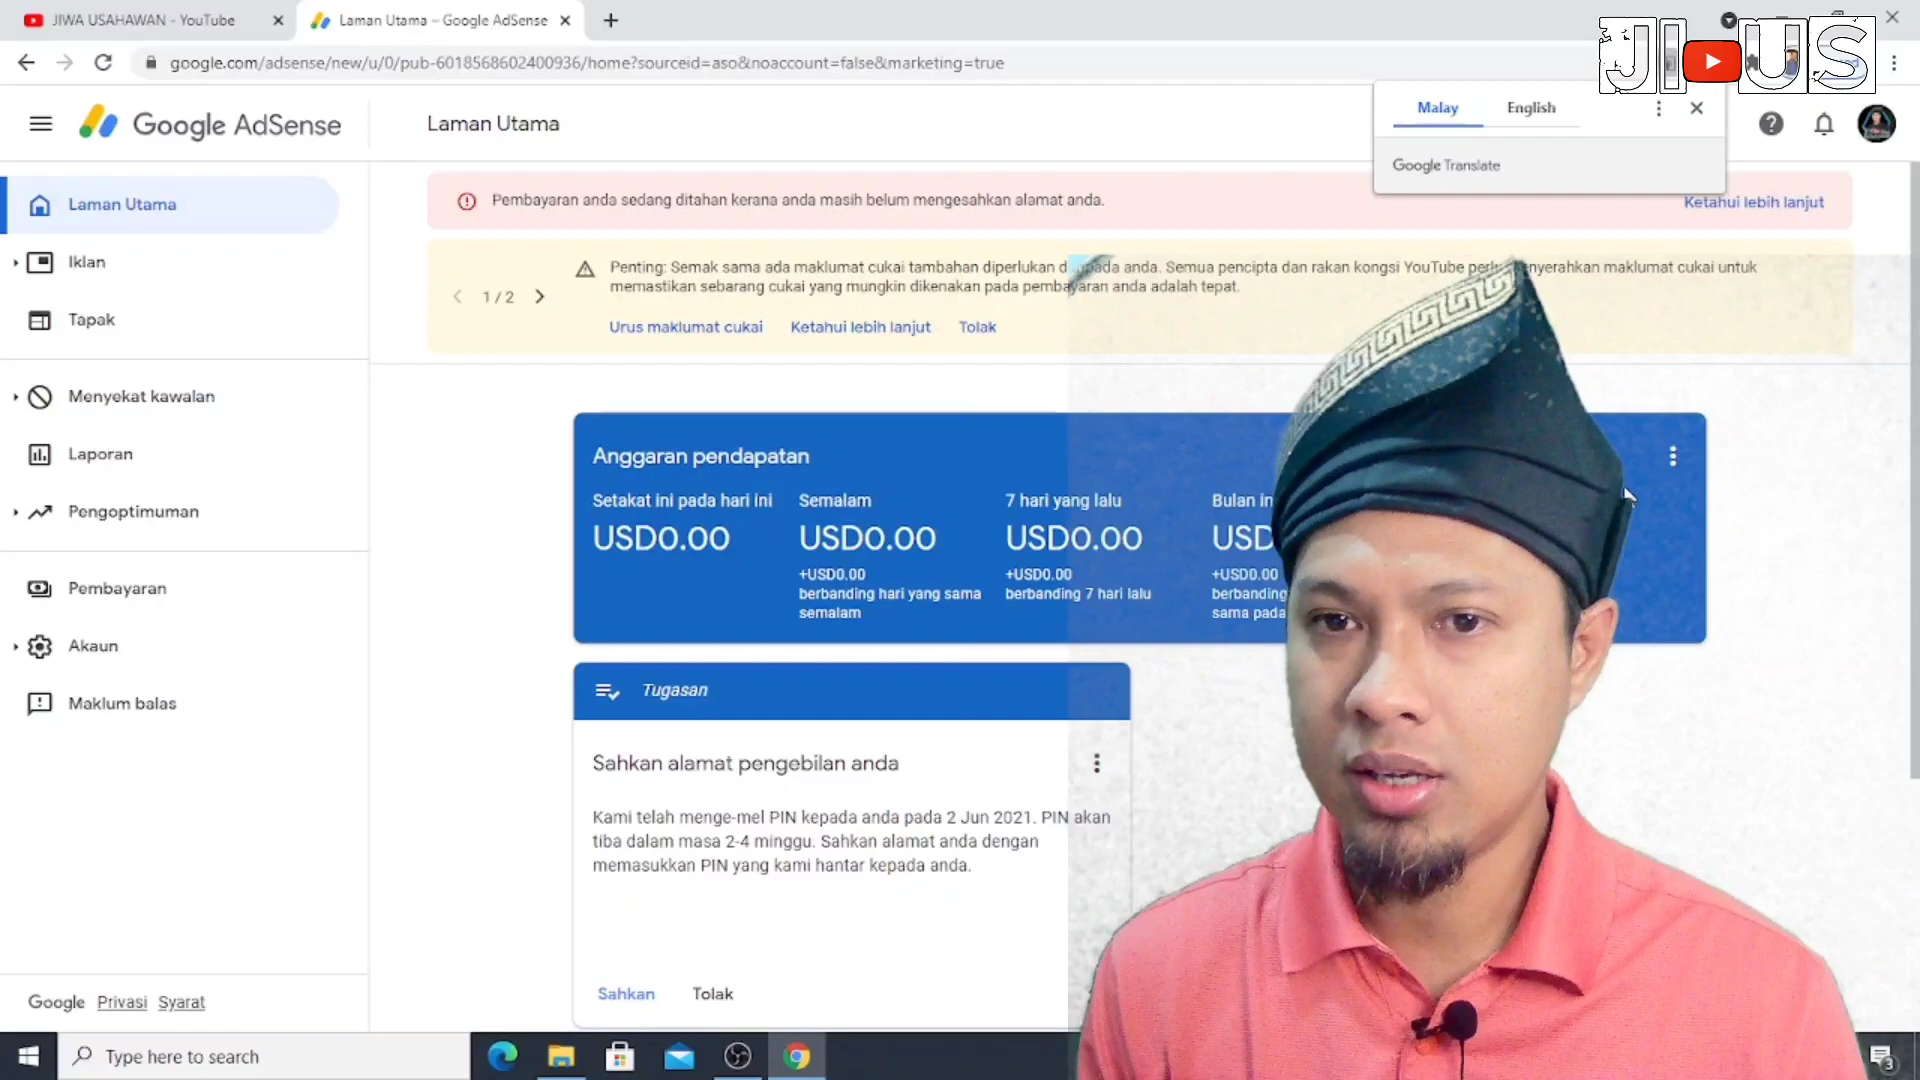 JIWA USAHAWAN - YouTube
Laman Utama – Google AdSense
google.com/adsense/new/u/0/pub-6018568602400936/home?sourceid=aso&noaccount=false&marketing=true
JI US
Malay
English
Google Translate
Google AdSense
Laman Utama
Laman Utama
Iklan
Tapak
Menyekat kawalan
Laporan
Pengoptimuman
Pembayaran
Akaun
Maklum balas
Google Privasi Syarat
Pembayaran anda sedang ditahan kerana anda masih belum mengesahkan alamat anda.
Ketahui lebih lanjut
1 / 2
Penting: Semak sama ada maklumat cukai tambahan diperlukan anda. Semua pencipta dan rakan kongsi YouTube maklumat cukai untuk
memastikan sebarang cukai yang mungkin dikenakan pada pembayaran anda adalah tepat.
Urus maklumat cukai
Ketahui lebih lanjut
Tolak
Anggaran pendapatan
Setakat ini pada hari ini
USD0.00
Semalam
USD0.00
+USD0.00
berbanding hari yang sama
semalam
7 hari yang lalu
USD0.00
+USD0.00
berbanding 7 hari lalu
Bulan
USD
+USD0.00
sama pada
Tugasan
Sahkan alamat pengebilan anda
Kami telah menge-mel PIN kepada anda pada 2 Jun 2021. PIN akan
tiba dalam masa 2-4 minggu. Sahkan alamat anda dengan
memasukkan PIN yang kami hantar kepada anda.
Sahkan
Tolak
Type here to search
3